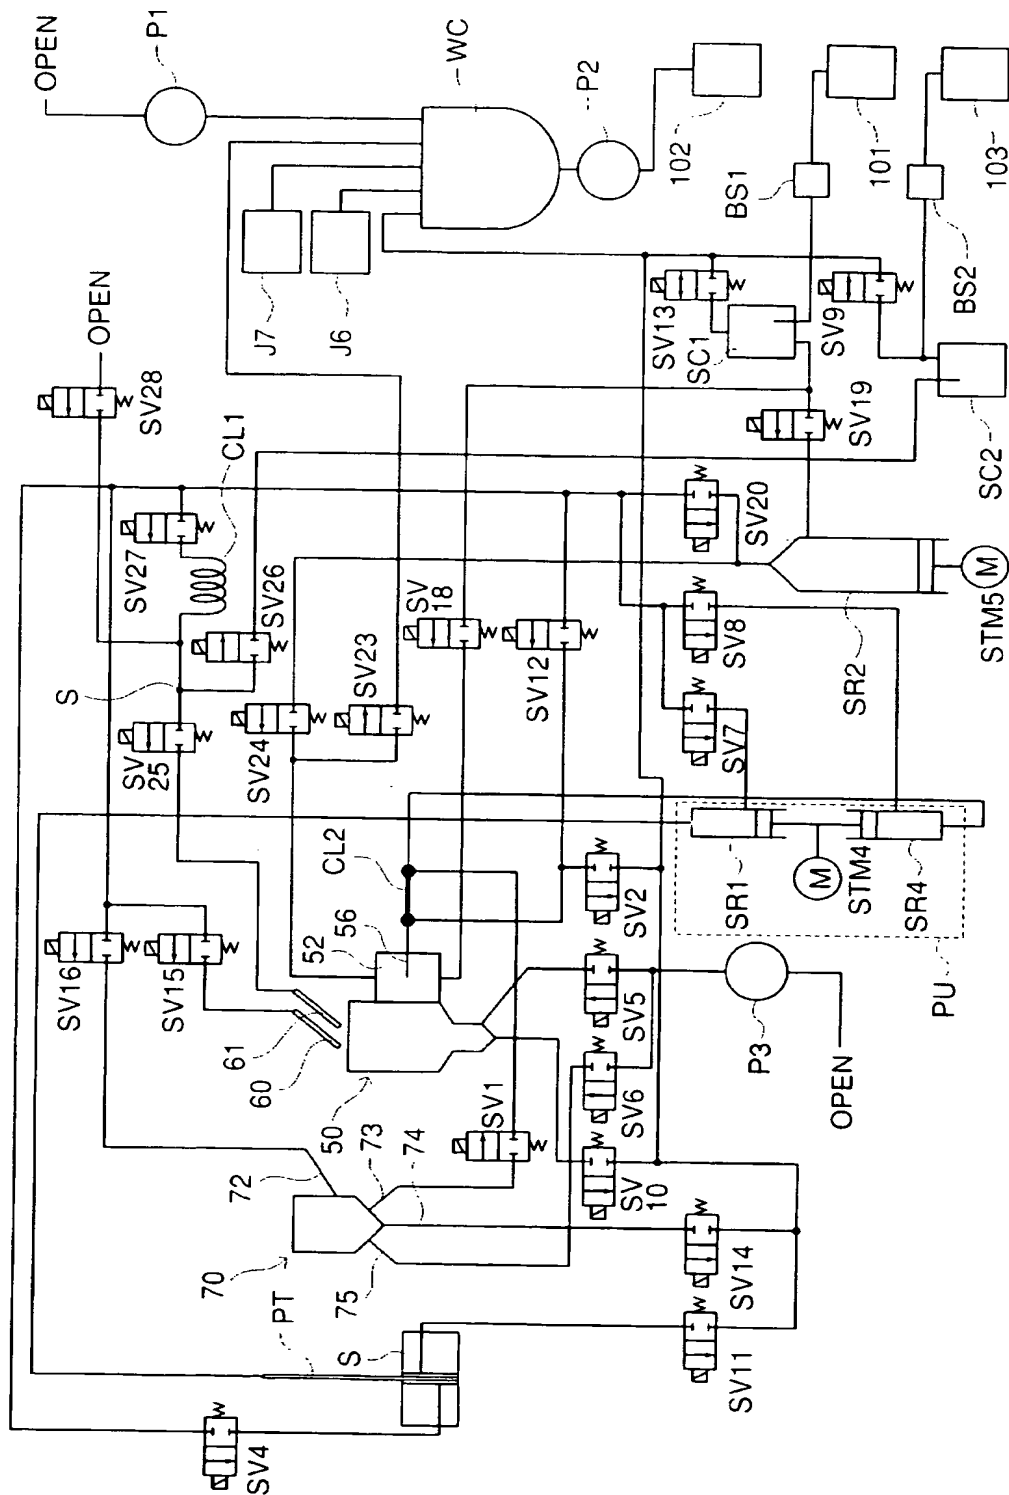 OPEN
P1
WC
P2
102
J7
J6
BS1
101
103
BS2
SV13
SC1
SV9
SV19
SC2
OPEN
SV28
CL1
SV27
SV26
S
SV
25
SV24
SV23
SV
18
SV12
SV20
SV8
SV7
SR2
STM5
M
CL2
52
56
SV16
SV15
61
60
50
SV2
SV5
SV6
SV
10
SV1
SR1
STM4
M
SR4
PU
P3
OPEN
72
73
74
70
75
PT
S
SV14
SV11
SV4